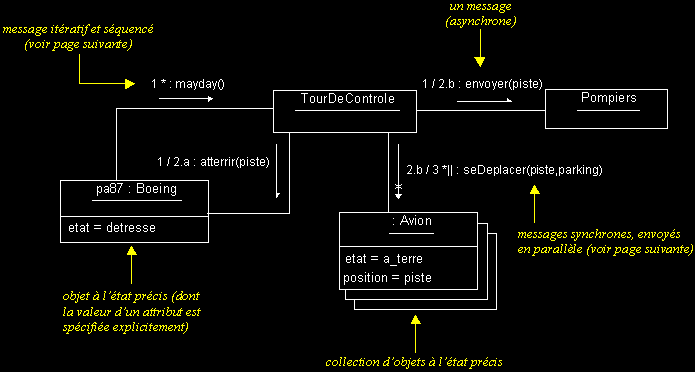 un message
(asynchrone)
message itératif et séquencé
(voir page suivante)
1 * : mayday()
TourDeControle
1 / 2.b : envoyer(piste)
Pompiers
1 / 2.a : atterrir(piste)
2.b / 3 *|| : seDeplacer(piste,parking)
pa87 : Boeing
etat = detresse
: Avion
etat = a_terre
position = piste
messages synchrones, envoyés
en parallèle (voir page suivante)
objet à l'état précis (dont
la valeur d'un attribut est
spécifiée explicitement)
collection d'objets à l'état précis